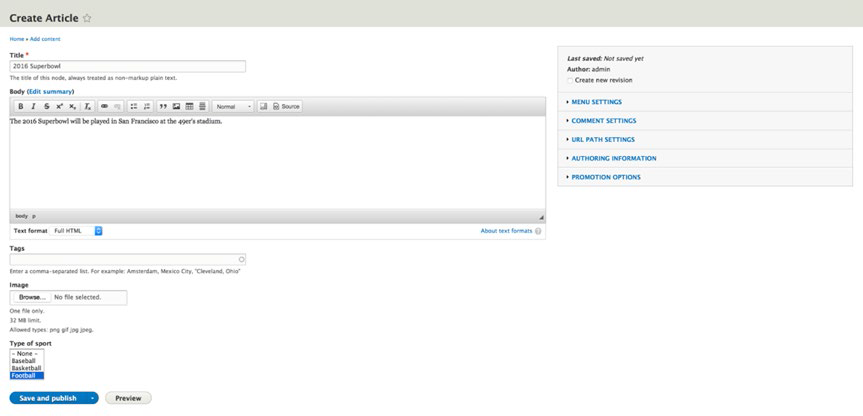 Create Article
Home » Add content
Title *
2016 Superbowl
The title of this node, always treated as non-markup plain text.
Body (Edit summary)
B I S x² x₂ Tx Normal Source
The 2016 Superbowl will be played in San Francisco at the 49er's stadium.
body p
Text format Full HTML About text formats ?
Tags
Enter a comma-separated list. For example: Amsterdam, Mexico City, "Cleveland, Ohio"
Image
Browse... No file selected.
One file only.
32 MB limit.
Allowed types: png gif jpg jpeg.
Type of sport
- None -
Baseball
Basketball
Football
Save and publish Preview
Last saved: Not saved yet
Author: admin
Create new revision
MENU SETTINGS
COMMENT SETTINGS
URL PATH SETTINGS
AUTHORING INFORMATION
PROMOTION OPTIONS